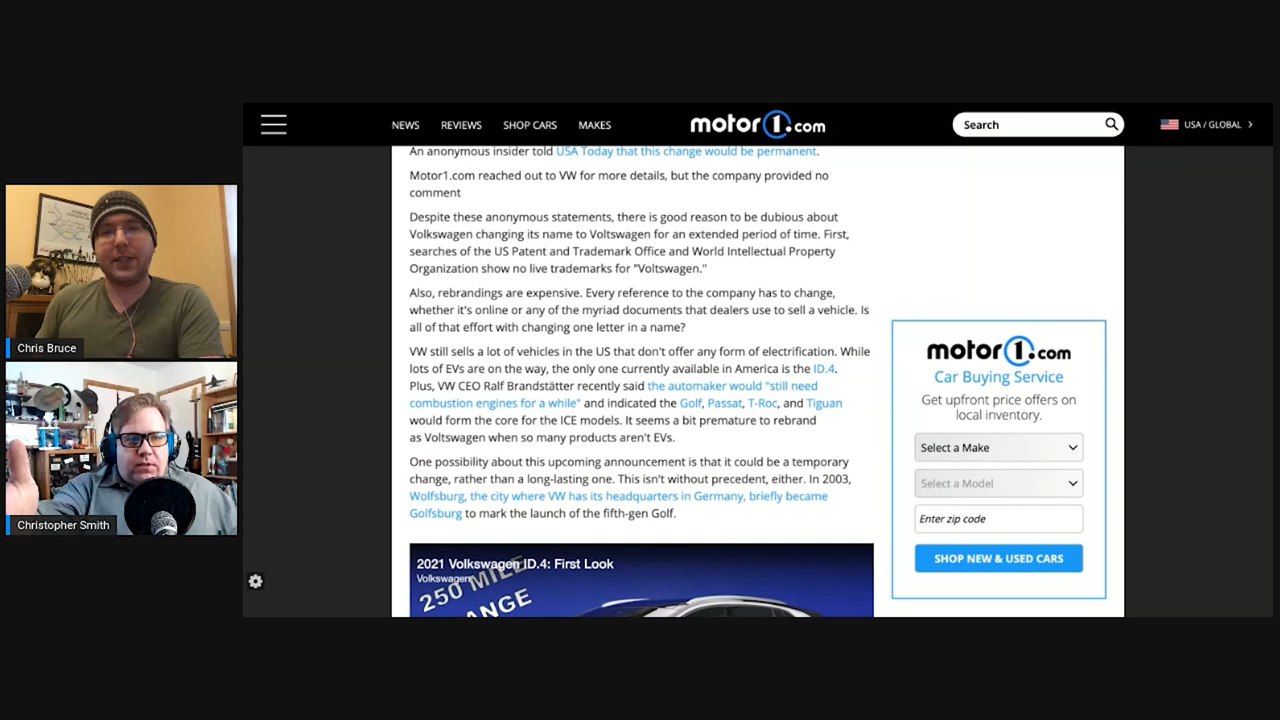 NEWS REVIEWS SHOP CARS MAKES motor1.com Search USA / GLOBAL
An anonymous insider told USA Today that this change would be permanent.
Motor1.com reached out to VW for more details, but the company provided no
comment
Despite these anonymous statements, there is good reason to be dubious about
Volkswagen changing its name to Voltswagen for an extended period of time. First,
searches of the US Patent and Trademark Office and World Intellectual Property
Organization show no live trademarks for "Voltswagen."
Also, rebrandings are expensive. Every reference to the company has to change,
whether it's online or any of the myriad documents that dealers use to sell a vehicle. Is
all of that effort with changing one letter in a name?
VW still sells a lot of vehicles in the US that don't offer any form of electrification. While
lots of EVs are on the way, the only one currently available in America is the ID.4.
Plus, VW CEO Ralf Brandstätter recently said the automaker would "still need
combustion engines for a while" and indicated the Golf, Passat, T-Roc, and Tiguan
would form the core for the ICE models. It seems a bit premature to rebrand
as Voltswagen when so many products aren't EVs.
One possibility about this upcoming announcement is that it could be a temporary
change, rather than a long-lasting one. This isn't without precedent, either. In 2003,
Wolfsburg, the city where VW has its headquarters in Germany, briefly became
Golfsburg to mark the launch of the fifth-gen Golf.
2021 Volkswagen ID.4: First Look
Volkswagen
250 MILE
ANGE
motor1.com
Car Buying Service
Get upfront price offers on
local inventory.
Select a Make
Select a Model
Enter zip code
SHOP NEW & USED CARS
Chris Bruce
Christopher Smith